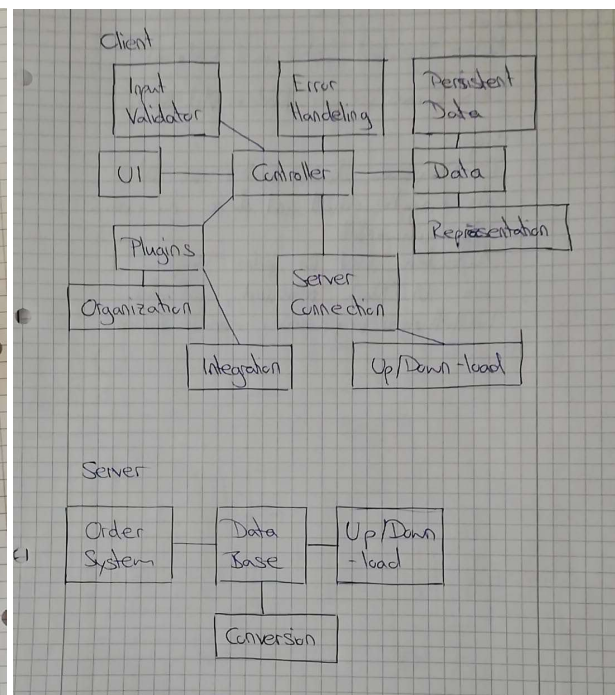 Client
Input
Validator
Error
Handeling
Persistent
Data
UI
Controller
Data
Representation
Plugins
Server
Connection
Organization
Integration
Up/Down-load
Server
Order
System
Data
Base
Up/Down
-load
Conversion